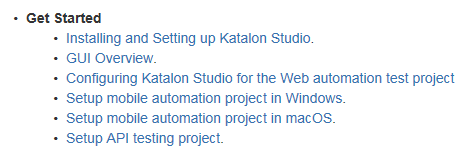 Get Started
Installing and Setting up Katalon Studio.
GUI Overview.
Configuring Katalon Studio for the Web automation test project
Setup mobile automation project in Windows.
Setup mobile automation project in macOS.
Setup API testing project.